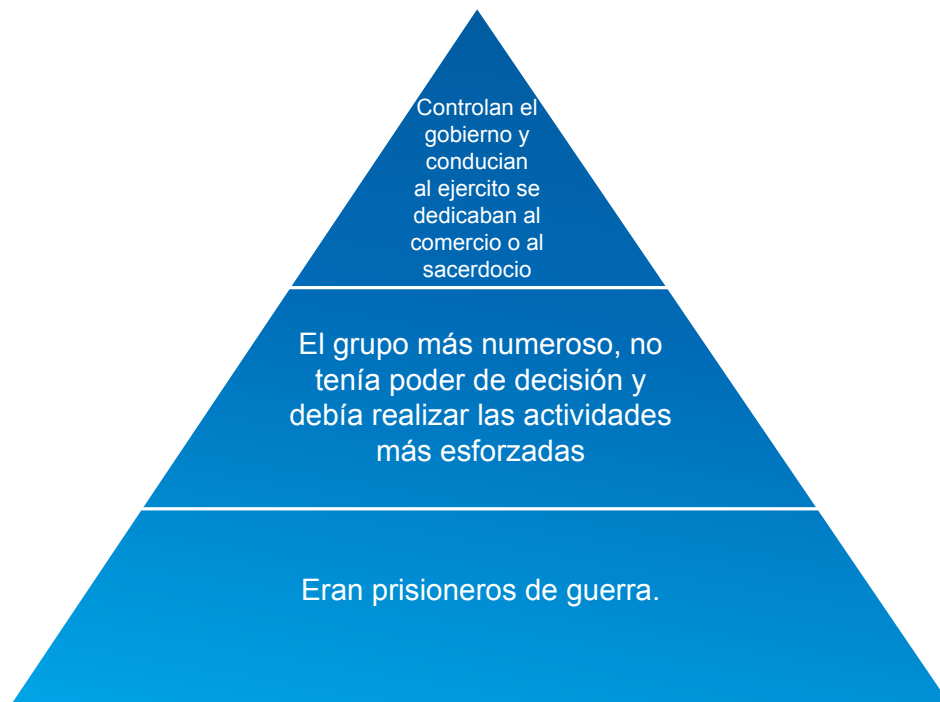 Controlan el
gobierno y
conducian
al ejercito se
dedicaban al
comercio o al
sacerdocio
El grupo más numeroso, no
tenía poder de decisión y
debía realizar las actividades
más esforzadas
Eran prisioneros de guerra.